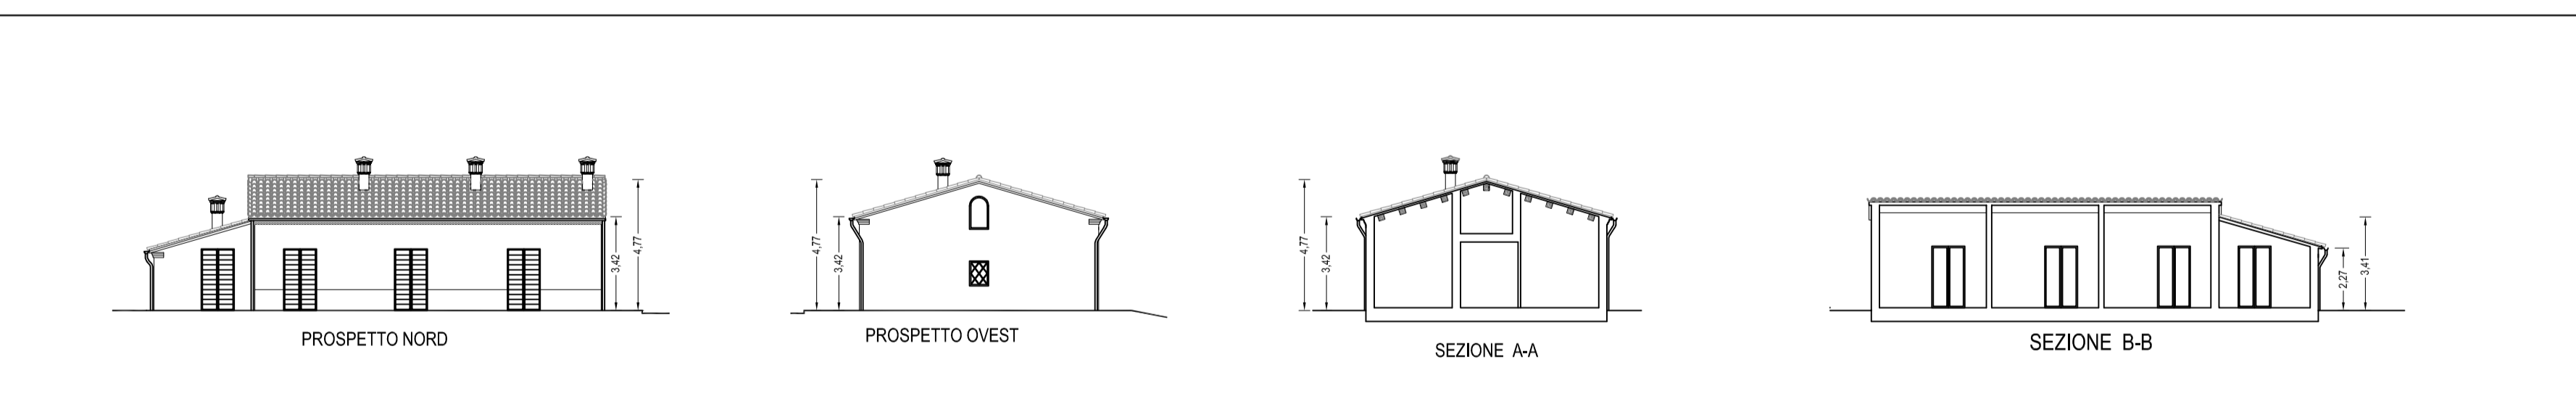 3,42
4,77
PROSPETTO NORD
4,77
3,42
PROSPETTO OVEST
4,77
3,42
SEZIONE A-A
2,27
3,41
SEZIONE B-B